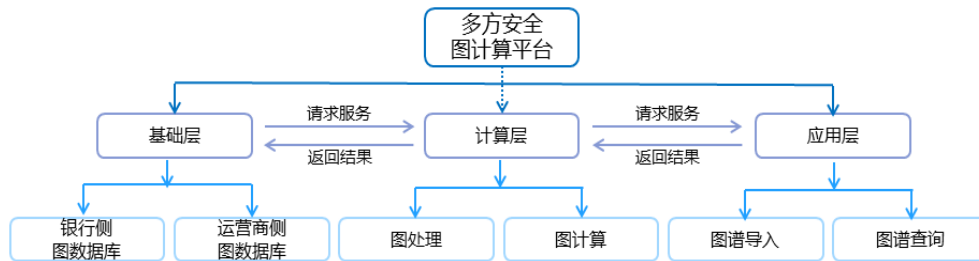 多方安全
图计算平台
请求服务
请求服务
基础层
计算层
应用层
返回结果
返回结果
银行侧
图数据库
运营商侧
图数据库
图处理
图计算
图谱导入
图谱查询